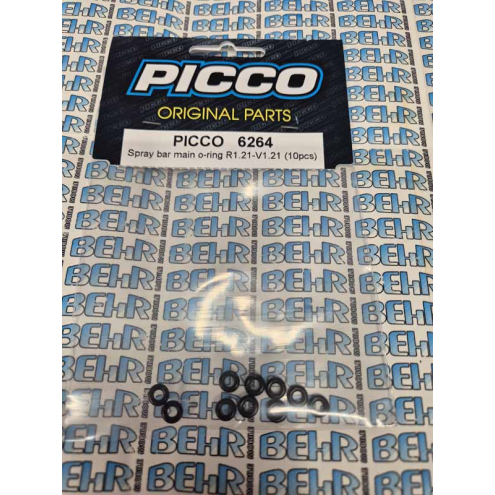 PICCO
ORIGINAL PARTS
PICCO 6264
Spray bar main o-ring R1.21-V1.21 (10pcs)
BEHR